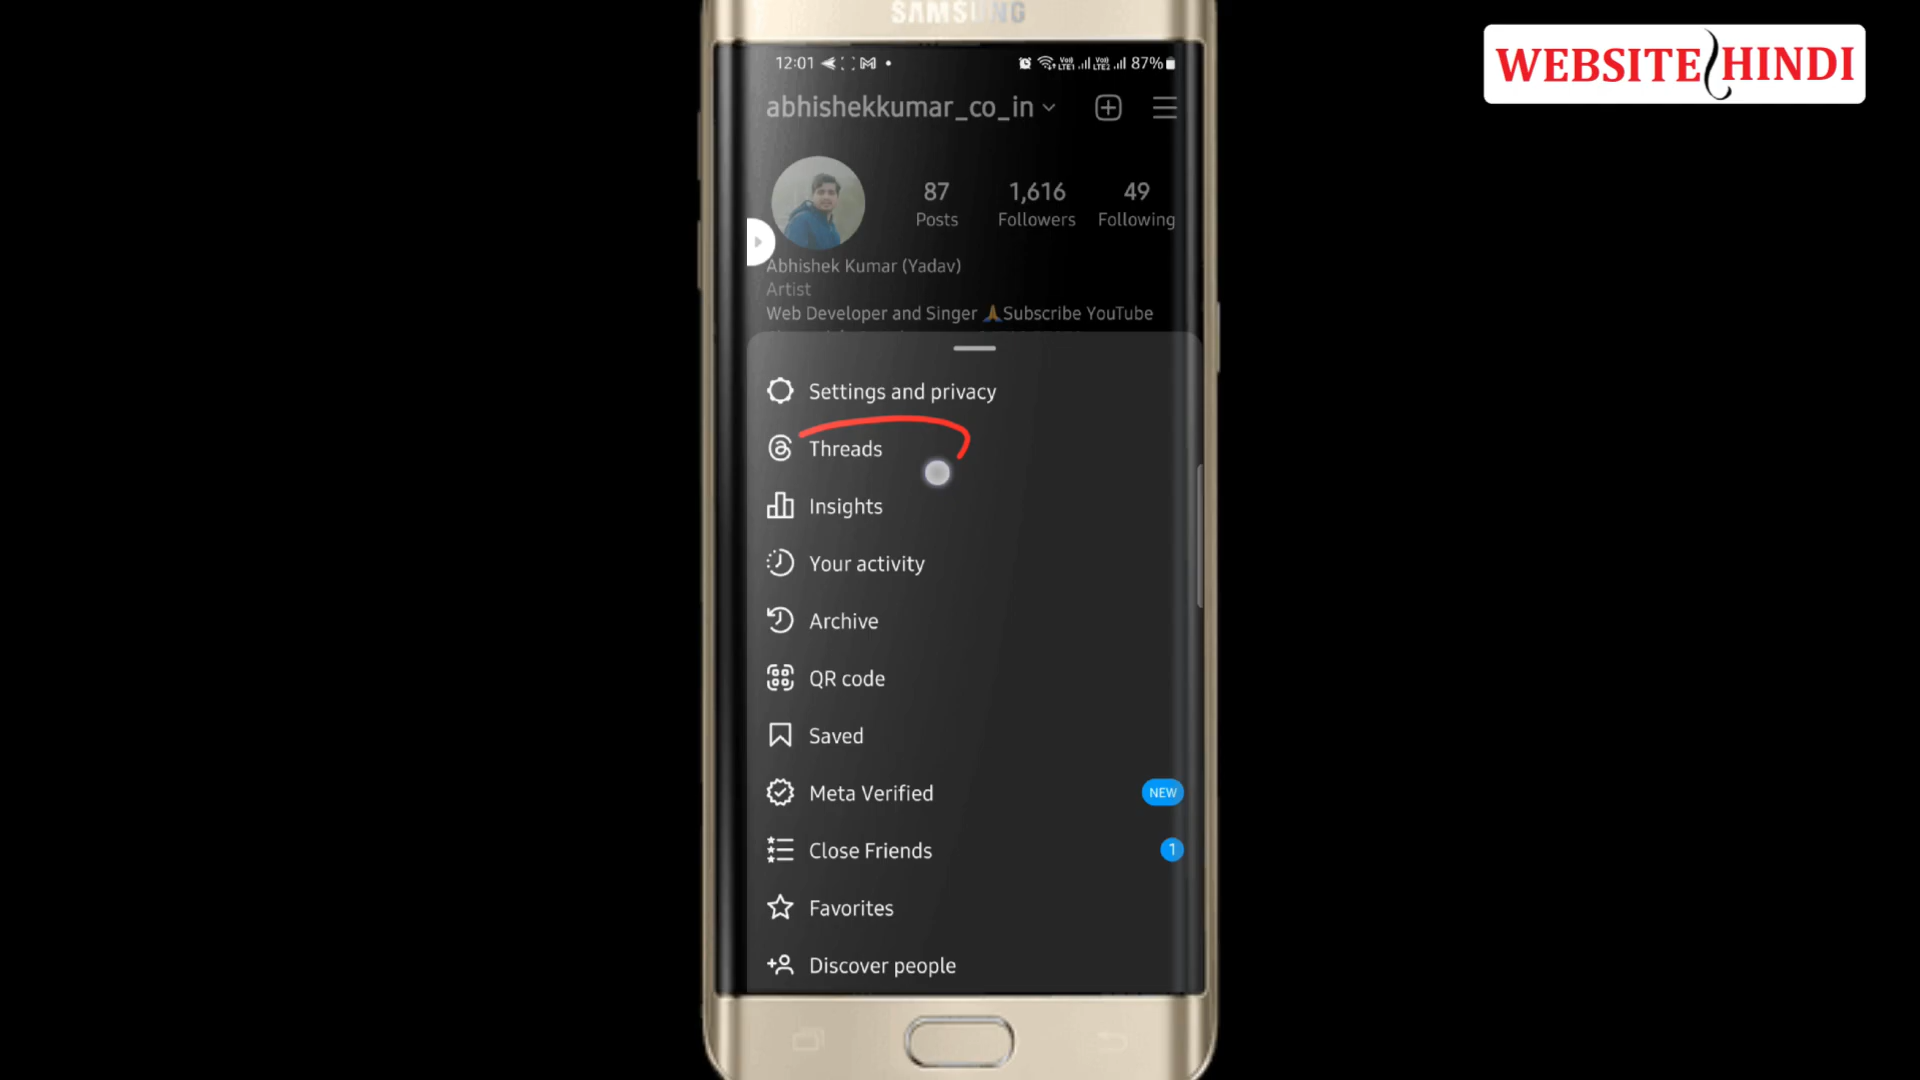 SAMSUNG
WEBSITE HINDI
12:01
87%
abhishekkumar_co_in
87
1,616
49
Posts
Followers
Following
Abhishek Kumar (Yadav)
Artist
Web Developer and Singer 🙏Subscribe YouTube
Settings and privacy
Threads
Insights
Your activity
Archive
QR code
Saved
Meta Verified
NEW
Close Friends
1
Favorites
Discover people